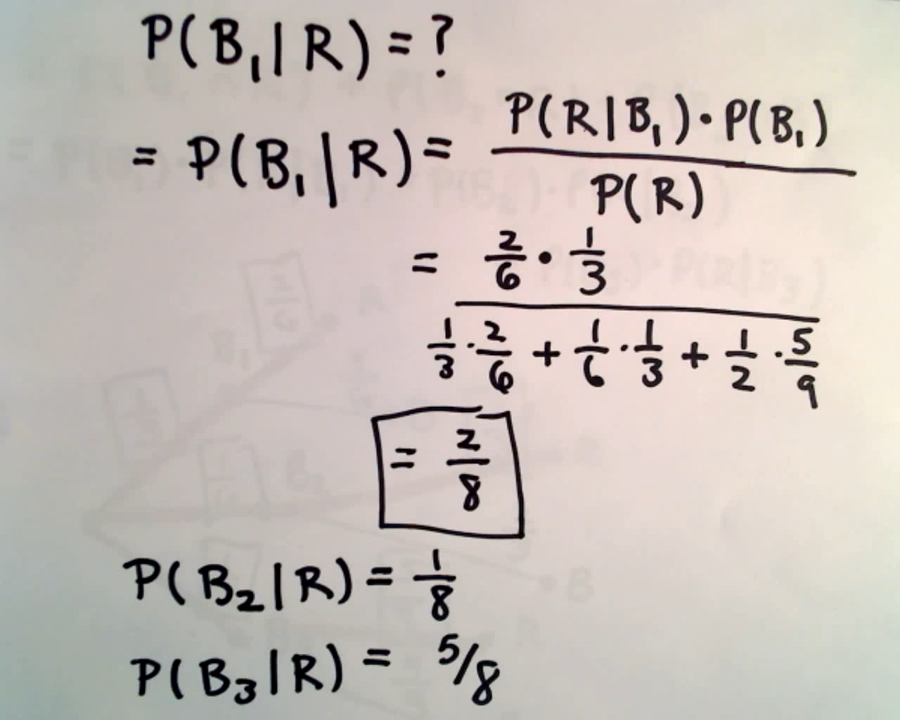 P(B₁|R) = ?
= P(B₁|R) = P(R|B₁)·P(B₁) / P(R)
= 2/6 · 1/3 / 1/3 · 2/6 + 1/6 · 1/3 + 1/2 · 5/9
= 2/8
P(B₂|R) = 1/8
P(B₃|R) = 5/8